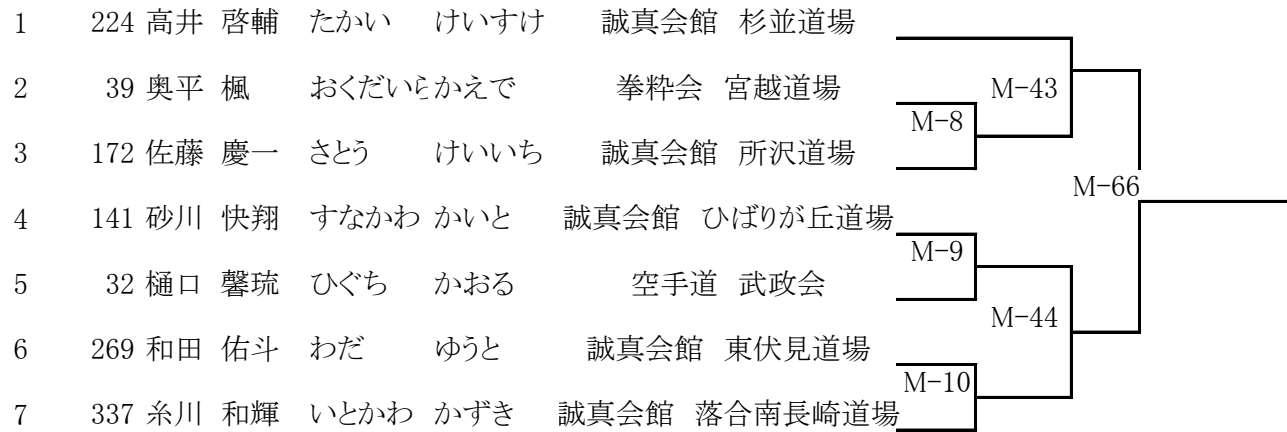 1 224 高井 啓輔 たかい けいすけ 誠真会館 杉並道場
2 39 奥平 楓 おくだいら かえで 拳粋会 宮越道場 M-43
M-8
3 172 佐藤 慶一 さとう けいいち 誠真会館 所沢道場
M-66
4 141 砂川 快翔 すなかわ かいと 誠真会館 ひばりが丘道場
M-9
5 32 樋口 馨琉 ひぐち かおる 空手道 武政会
M-44
6 269 和田 佑斗 わだ ゆうと 誠真会館 東伏見道場
M-10
7 337 糸川 和輝 いとかわ かずき 誠真会館 落合南長崎道場